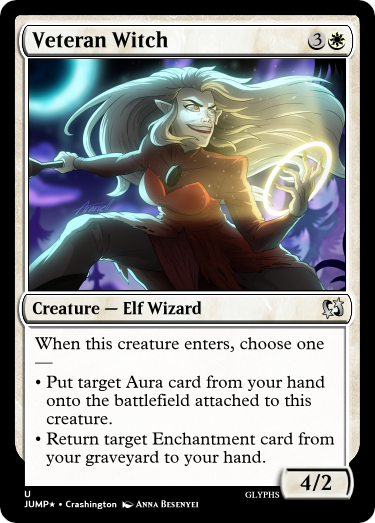 Veteran Witch 3
Creature — Elf Wizard
When this creature enters, choose one
—
• Put target Aura card from your hand
onto the battlefield attached to this
creature.
• Return target Enchantment card from
your graveyard to your hand.
4/2
U
GLYPHS
JUMP★ • Crashington Anna Besenyei